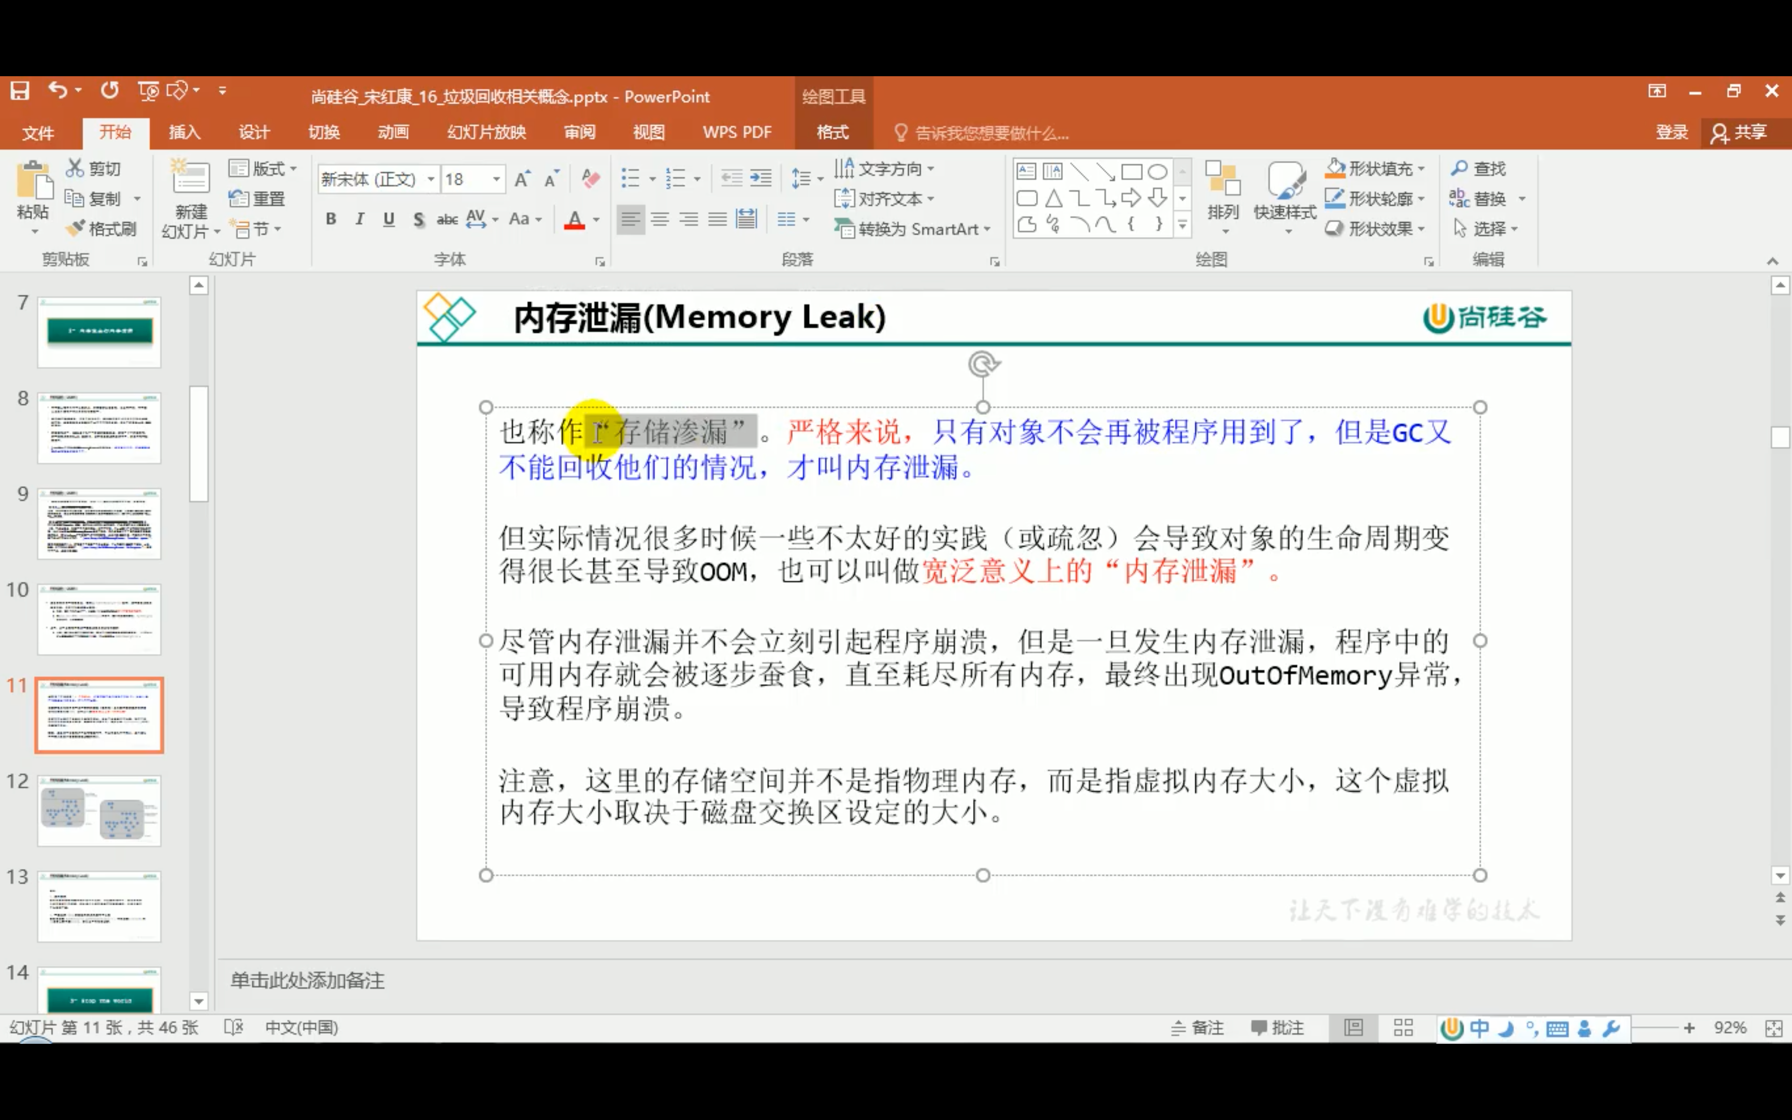 尚硅谷_宋红康_16_垃圾回收相关概念.pptx - PowerPoint
绘图工具
文件 开始 插入 设计 切换 动画 幻灯片放映 审阅 视图 WPS PDF 格式 告诉我您想要做什么... 登录 共享
粘贴 剪切 复制 格式刷 剪贴板
新建幻灯片 版式 重置 节 幻灯片
新宋体 (正文) 18
B I U S abc AV Aa A 字体
文字方向 对齐文本 转换为 SmartArt 段落
排列 快速样式 形状填充 形状轮廓 形状效果 绘图
查找 替换 选择 编辑
7
8
9
10
11
12
13
14
3- Stop The World
内存泄漏(Memory Leak)
尚硅谷
也称作“存储渗漏”。严格来说，只有对象不会再被程序用到了，但是GC又
不能回收他们的情况，才叫内存泄漏。
但实际情况很多时候一些不太好的实践（或疏忽）会导致对象的生命周期变
得很长甚至导致OOM，也可以叫做宽泛意义上的“内存泄漏”。
尽管内存泄漏并不会立刻引起程序崩溃，但是一旦发生内存泄漏，程序中的
可用内存就会被逐步蚕食，直至耗尽所有内存，最终出现OutOfMemory异常，
导致程序崩溃。
注意，这里的存储空间并不是指物理内存，而是指虚拟内存大小，这个虚拟
内存大小取决于磁盘交换区设定的大小。
让天下没有难学的技术
单击此处添加备注
幻灯片 第 11 张，共 46 张 中文(中国) 备注 批注 中 92%